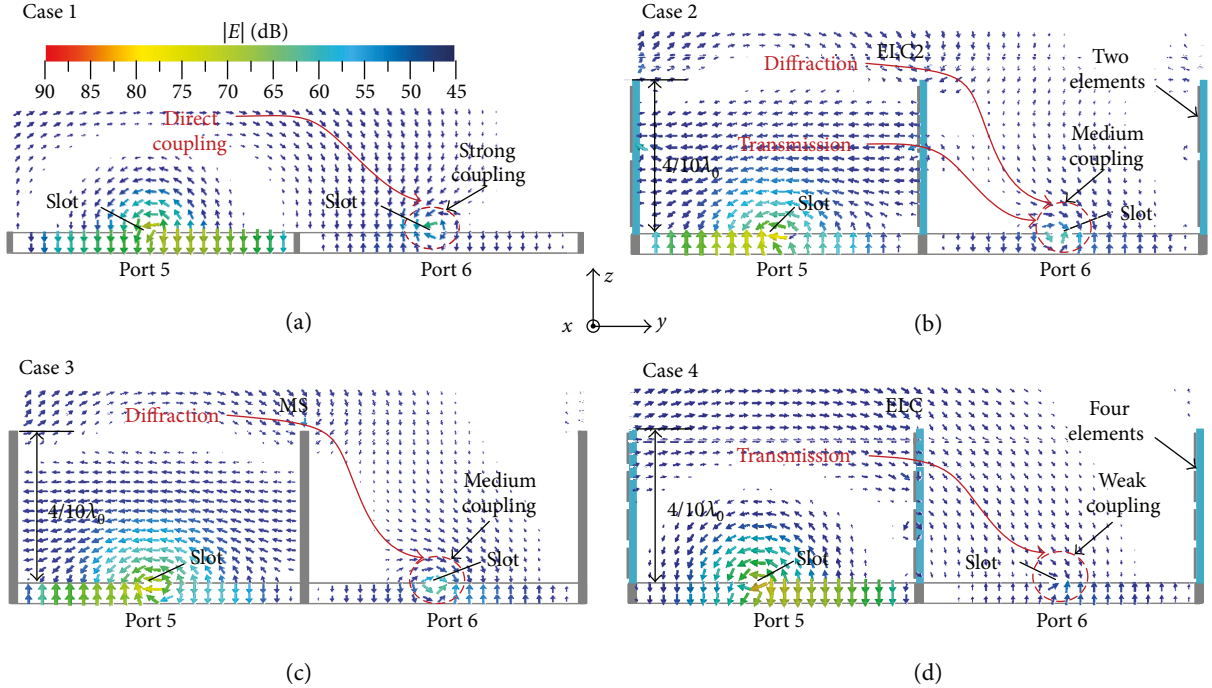 Case 1
|E| (dB)
90 85 80 75 70 65 60 55 50 45
Direct
coupling
Strong
coupling
Slot
Slot
Port 5
Port 6
(a)
Case 2
Diffraction
ELC2
Two
elements
Transmission
Medium
coupling
4/10λ0
Slot
Slot
Port 5
Port 6
(b)
z
x
y
Case 3
Diffraction
MS
Medium
coupling
4/10λ0
Slot
Slot
Port 5
Port 6
(c)
Case 4
ELC
Four
elements
Transmission
Weak
coupling
4/10λ0
Slot
Slot
Port 5
Port 6
(d)